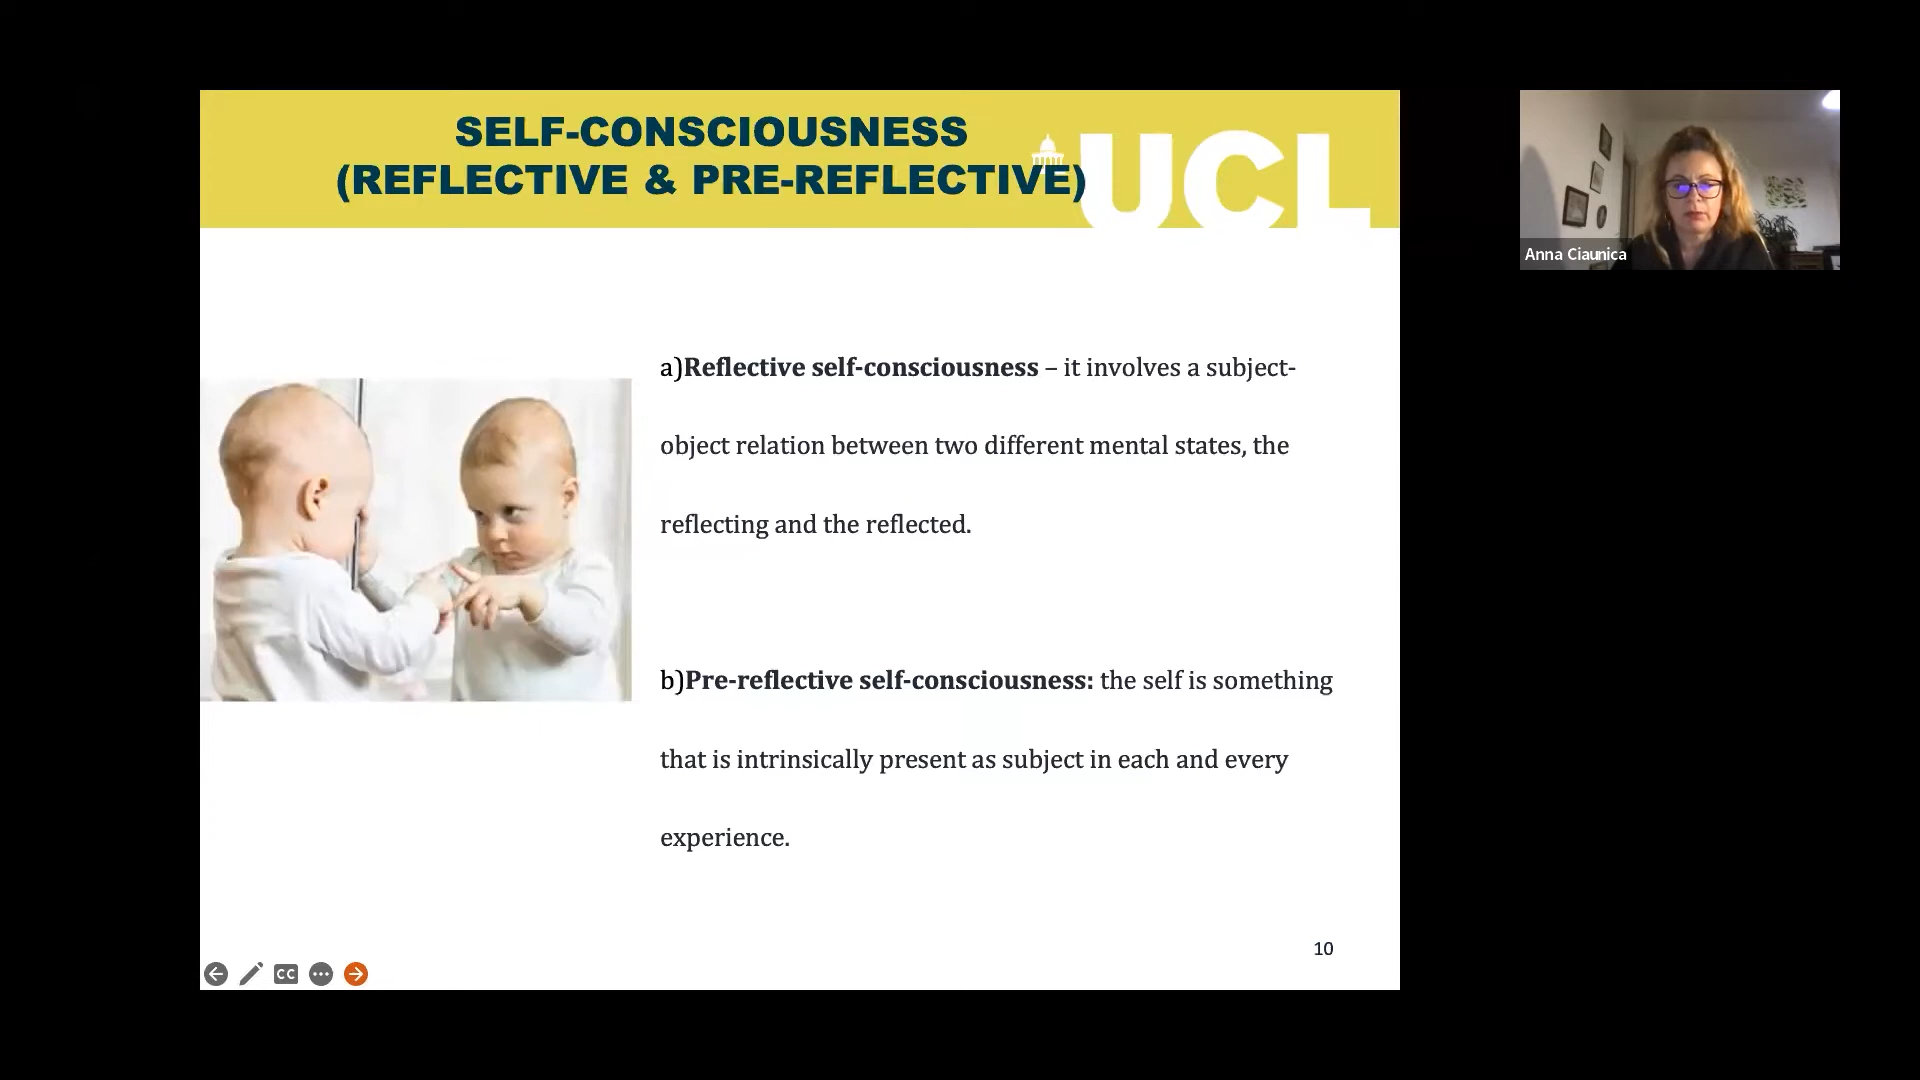 SELF-CONSCIOUSNESS
(REFLECTIVE & PRE-REFLECTIVE)
UCL
Anna Ciaunica
a)Reflective self-consciousness – it involves a subject-
object relation between two different mental states, the
reflecting and the reflected.
b)Pre-reflective self-consciousness: the self is something
that is intrinsically present as subject in each and every
experience.
10
CC